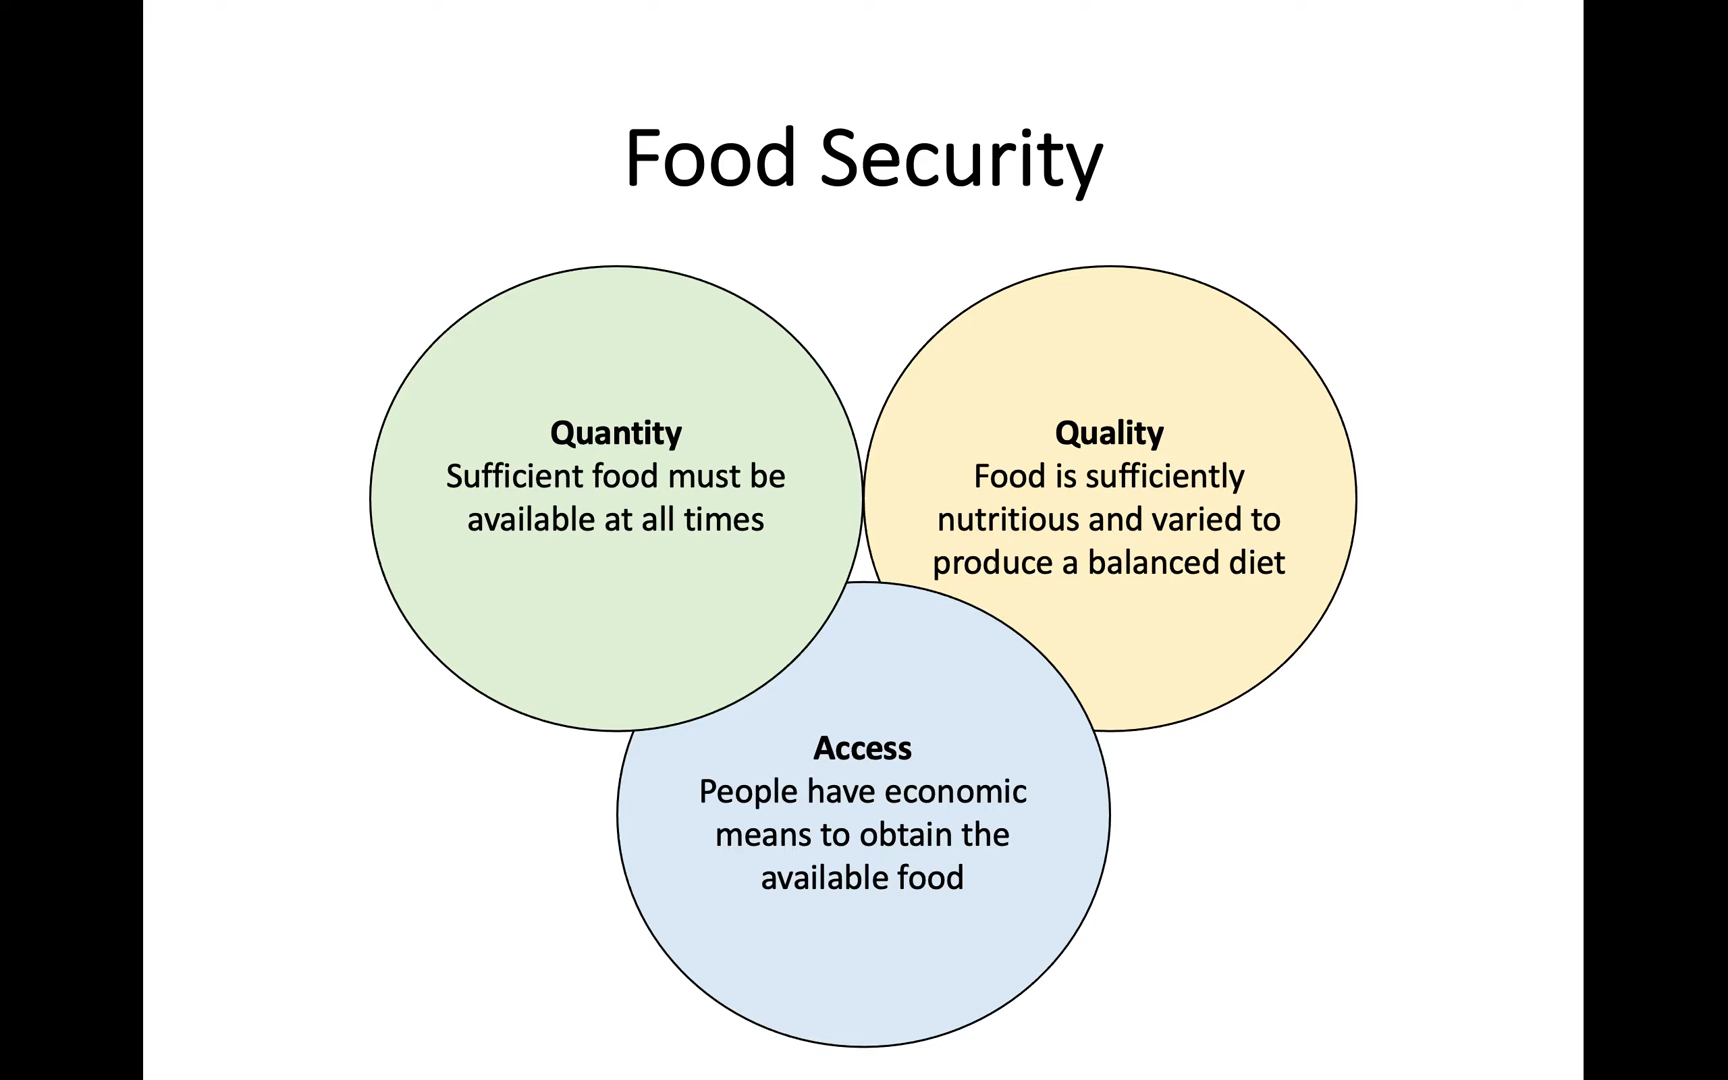 Food Security
Quantity
Sufficient food must be
available at all times
Quality
Food is sufficiently
nutritious and varied to
produce a balanced diet
Access
People have economic
means to obtain the
available food